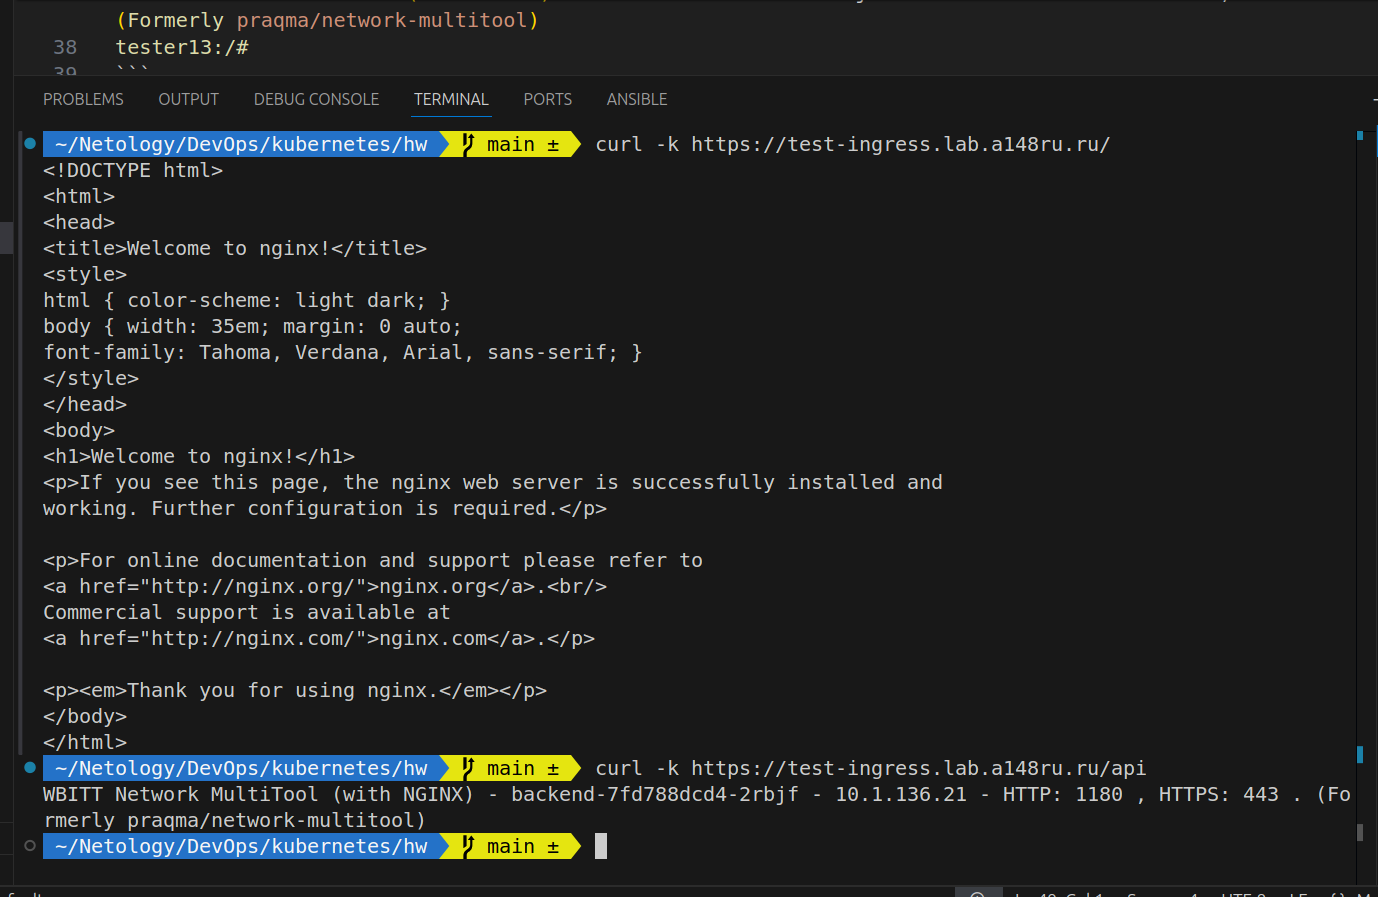 (Formerly praqma/network-multitool)
38 tester13:/#
39 ```
PROBLEMS OUTPUT DEBUG CONSOLE TERMINAL PORTS ANSIBLE
~/Netology/DevOps/kubernetes/hw main ± curl -k https://test-ingress.lab.a148ru.ru/
<!DOCTYPE html>
<html>
<head>
<title>Welcome to nginx!</title>
<style>
html { color-scheme: light dark; }
body { width: 35em; margin: 0 auto;
font-family: Tahoma, Verdana, Arial, sans-serif; }
</style>
</head>
<body>
<h1>Welcome to nginx!</h1>
<p>If you see this page, the nginx web server is successfully installed and
working. Further configuration is required.</p>
<p>For online documentation and support please refer to
<a href="http://nginx.org/">nginx.org</a>.<br/>
Commercial support is available at
<a href="http://nginx.com/">nginx.com</a>.</p>
<p><em>Thank you for using nginx.</em></p>
</body>
</html>
~/Netology/DevOps/kubernetes/hw main ± curl -k https://test-ingress.lab.a148ru.ru/api
WBITT Network MultiTool (with NGINX) - backend-7fd788dcd4-2rbjf - 10.1.136.21 - HTTP: 1180 , HTTPS: 443 . (Fo
rmerly praqma/network-multitool)
~/Netology/DevOps/kubernetes/hw main ±